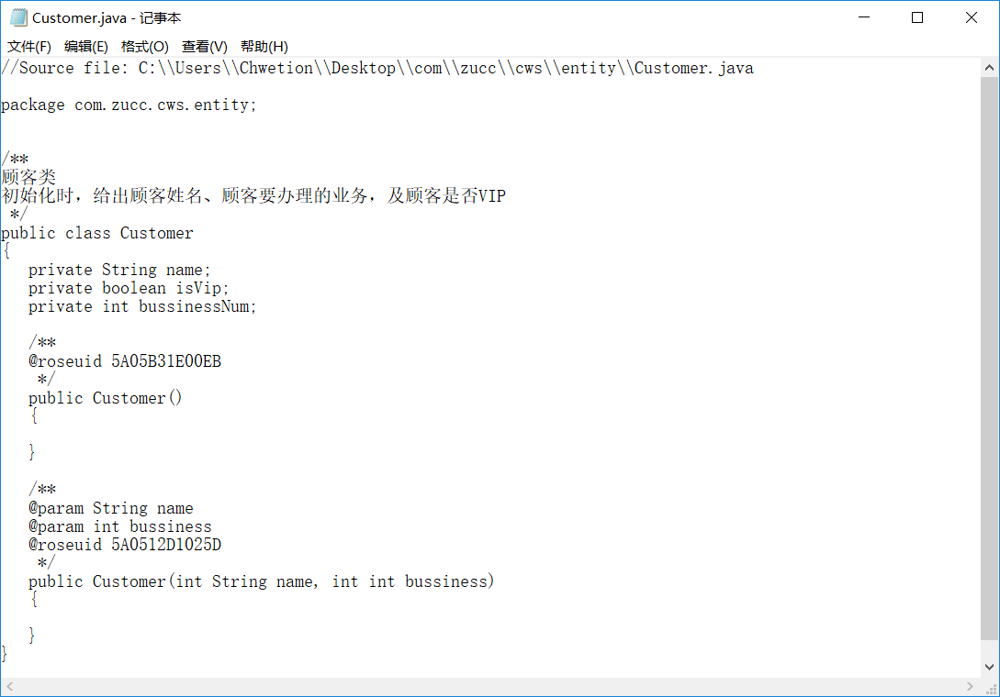 Customer.java - 记事本
文件(F) 编辑(E) 格式(O) 查看(V) 帮助(H)
//Source file: C:\\Users\\Chwetion\\Desktop\\com\\zucc\\cws\\entity\\Customer.java
package com.zucc.cws.entity;
/**
顾客类
初始化时，给出顾客姓名、顾客要办理的业务，及顾客是否VIP
*/
public class Customer
{
private String name;
private boolean isVip;
private int bussinessNum;
/**
@roseuid 5A05B31E00EB
*/
public Customer()
{
}
/**
@param String name
@param int bussiness
@roseuid 5A0512D1025D
*/
public Customer(int String name, int int bussiness)
{
}
}